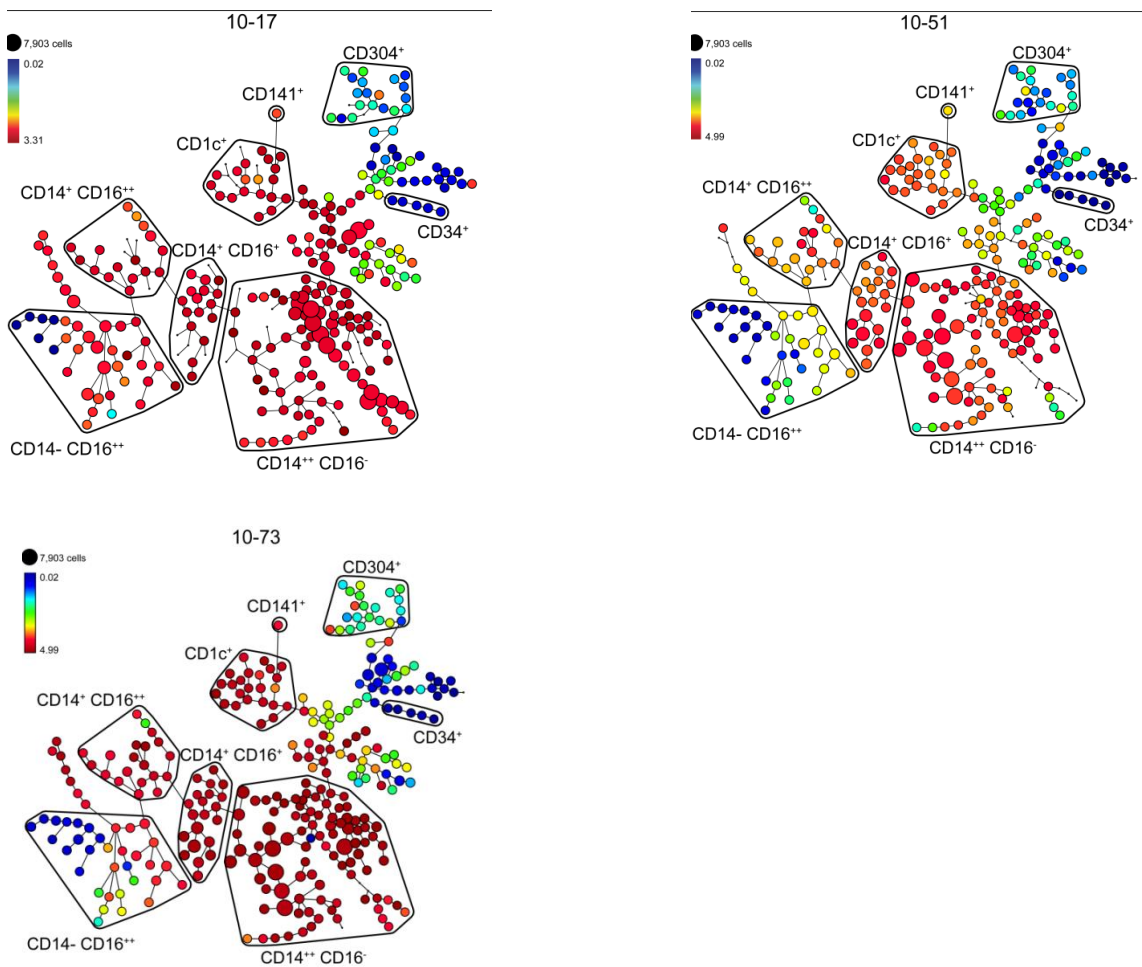 10-17
7,903 cells
0.02
3.31
CD304⁺
CD141⁺
CD1c⁺
CD14⁺ CD16⁺⁺
CD14⁺ CD16⁺
CD34⁺
CD14- CD16⁺⁺
CD14⁺⁺ CD16⁻
10-51
7,903 cells
0.02
4.99
CD304⁺
CD141⁺
CD1c⁺
CD14⁺ CD16⁺⁺
CD14⁺ CD16⁺
CD34⁺
CD14- CD16⁺⁺
CD14⁺⁺ CD16⁻
10-73
7,903 cells
0.02
4.99
CD304⁺
CD141⁺
CD1c⁺
CD14⁺ CD16⁺⁺
CD14⁺ CD16⁺
CD34⁺
CD14- CD16⁺⁺
CD14⁺⁺ CD16⁻